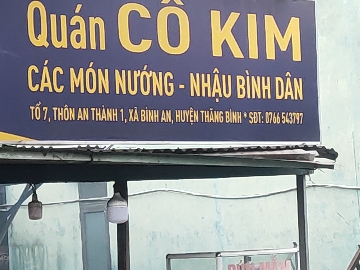 Quán CÔ KIM
CÁC MÓN NƯỚNG - NHẬU BÌNH DÂN
TỔ 7, THÔN AN THÀNH 1, XÃ BÌNH AN, HUYỆN THĂNG BÌNH * SĐT: 0766 543797